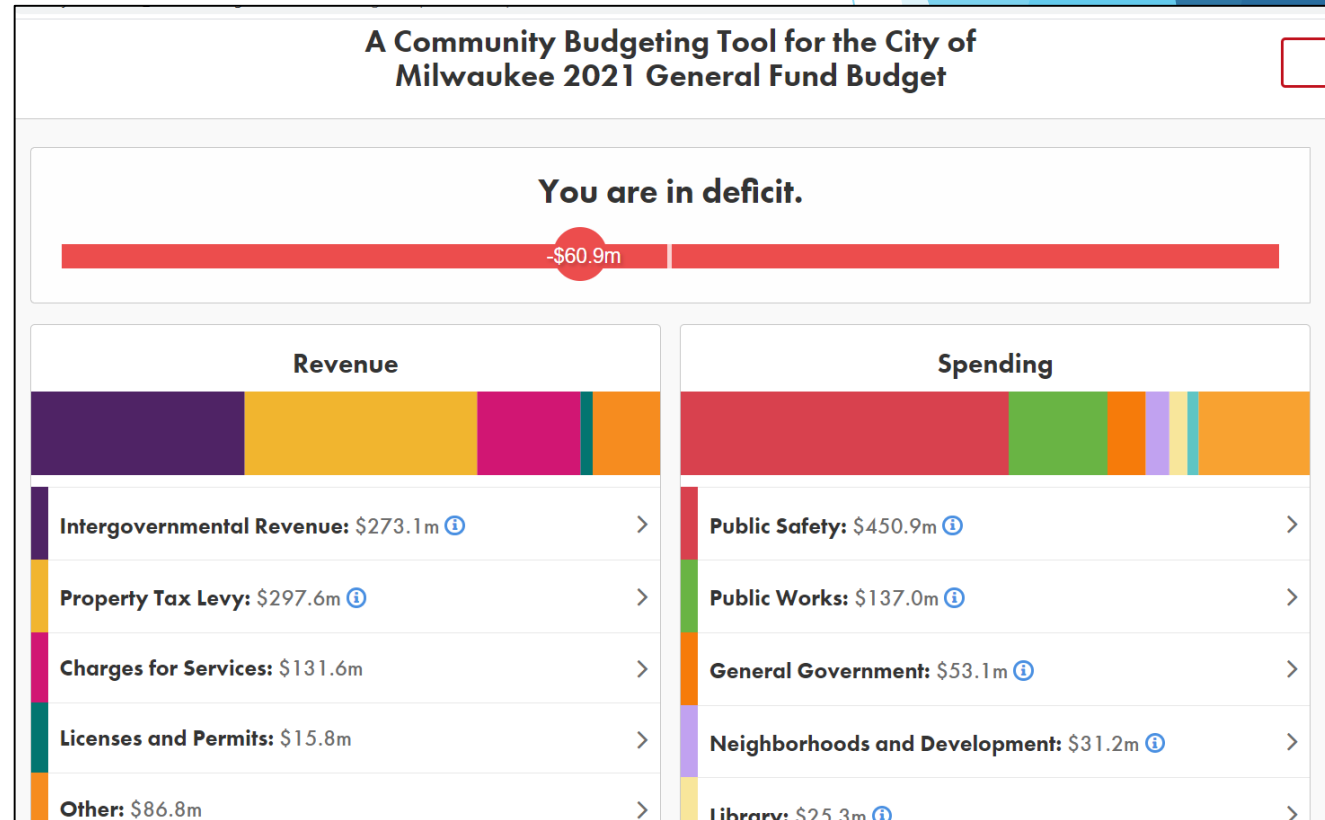 A Community Budgeting Tool for the City of
Milwaukee 2021 General Fund Budget
You are in deficit.
-$60.9m
Revenue
Intergovernmental Revenue: $273.1m
Property Tax Levy: $297.6m
Charges for Services: $131.6m
Licenses and Permits: $15.8m
Other: $86.8m
Spending
Public Safety: $450.9m
Public Works: $137.0m
General Government: $53.1m
Neighborhoods and Development: $31.2m
Library: $25.3m